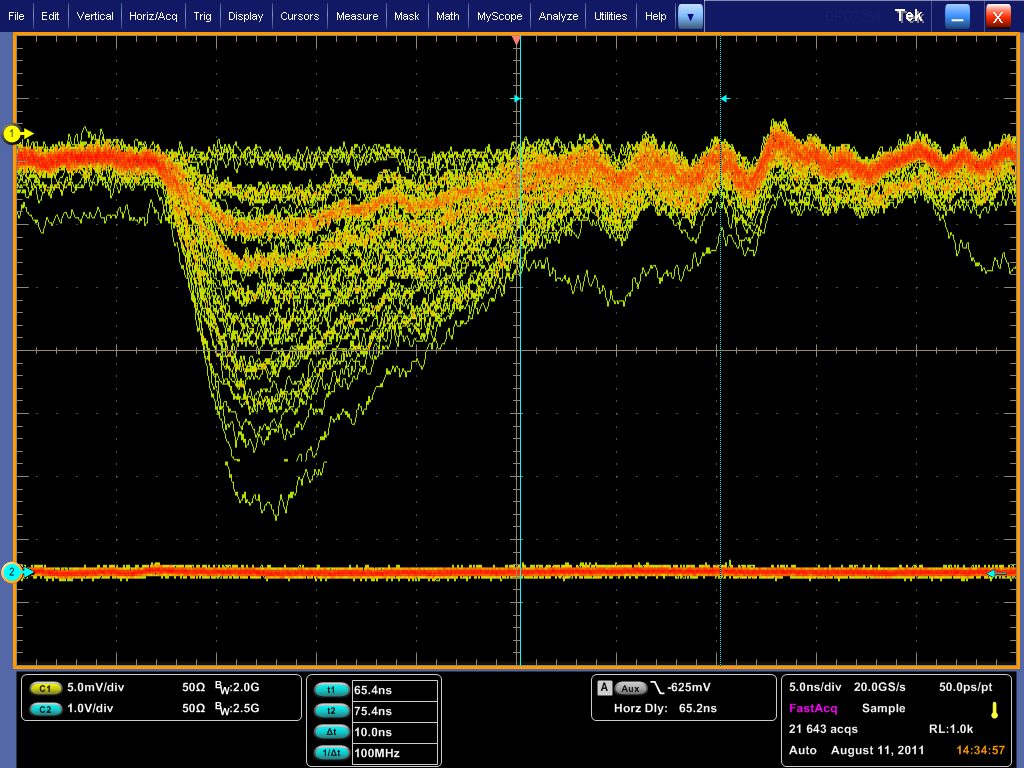 File Edit Vertical Horiz/Acq Trig Display Cursors Measure Mask Math MyScope Analyze Utilities Help Tek X
1
2
C1 5.0mV/div 50Ω BW:2.0G
C2 1.0V/div 50Ω BW:2.5G
t1 65.4ns
t2 75.4ns
Δt 10.0ns
1/Δt 100MHz
A Aux -625mV
Horz Dly: 65.2ns
5.0ns/div 20.0GS/s 50.0ps/pt
FastAcq Sample
21 643 acqs RL:1.0k
Auto August 11, 2011 14:34:57